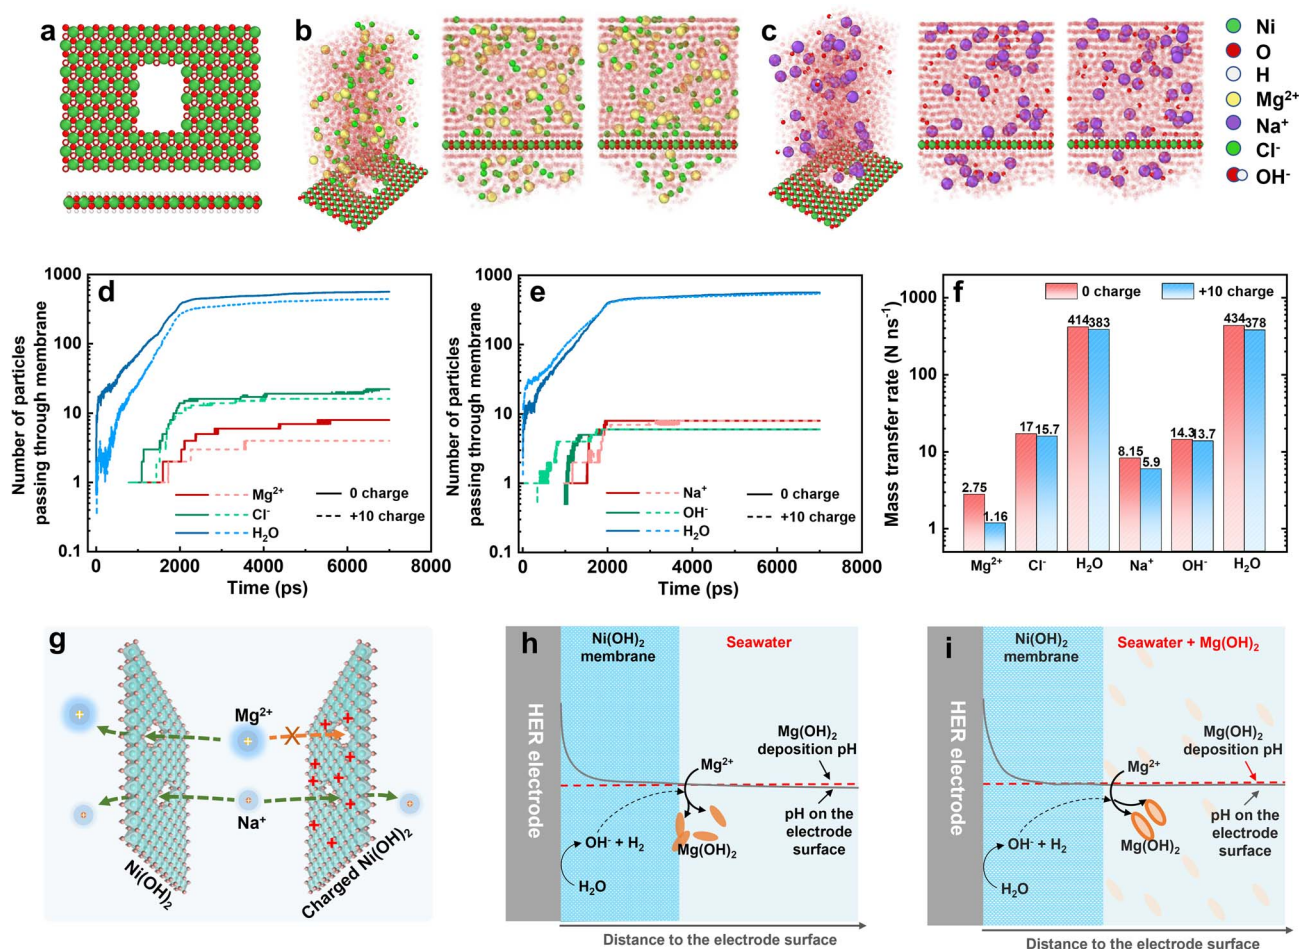 a
b
c
Ni
O
H
Mg²⁺
Na⁺
Cl⁻
OH⁻
d
Number of particles
passing through membrane
1000
100
10
1
0.1
0
2000
4000
6000
8000
Time (ps)
Mg²⁺
Cl⁻
H₂O
0 charge
+10 charge
e
Number of particles
passing through membrane
1000
100
10
1
0.1
0
2000
4000
6000
8000
Time (ps)
Na⁺
OH⁻
H₂O
0 charge
+10 charge
f
Mass transfer rate (N ns⁻¹)
1000
100
10
1
0 charge
+10 charge
2.75
1.16
17
15.7
414
383
8.15
5.9
14.3
13.7
434
378
Mg²⁺
Cl⁻
H₂O
Na⁺
OH⁻
H₂O
g
Mg²⁺
Na⁺
Ni(OH)₂
Charged Ni(OH)₂
h
HER electrode
Ni(OH)₂
membrane
Seawater
Mg(OH)₂
deposition pH
Mg²⁺
pH on the
electrode
surface
OH⁻ + H₂
Mg(OH)₂
H₂O
Distance to the electrode surface
i
HER electrode
Ni(OH)₂
membrane
Seawater + Mg(OH)₂
Mg(OH)₂
deposition pH
Mg²⁺
pH on the
electrode
surface
OH⁻ + H₂
Mg(OH)₂
H₂O
Distance to the electrode surface